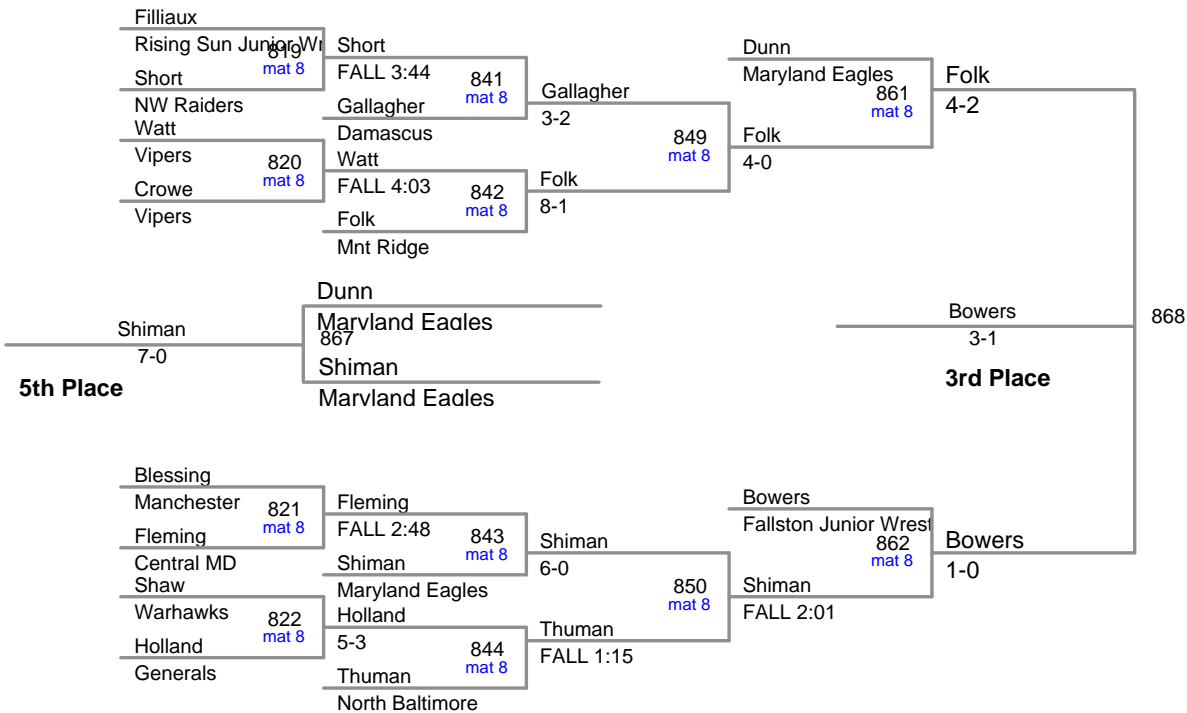 Filliaux
Rising Sun Junior Wr
819
mat 8
Short
NW Raiders
Watt
Vipers
820
mat 8
Crowe
Vipers
Short
FALL 3:44
841
mat 8
Gallagher
Damascus
Watt
FALL 4:03
842
mat 8
Folk
Mnt Ridge
Gallagher
3-2
849
mat 8
Folk
8-1
Dunn
Maryland Eagles
861
mat 8
Folk
4-0
Folk
4-2
Dunn
Maryland Eagles
867
Shiman
Maryland Eagles
Shiman
7-0
5th Place
Bowers
3-1
868
3rd Place
Blessing
Manchester
821
mat 8
Fleming
Central MD
Shaw
Warhawks
822
mat 8
Holland
Generals
Fleming
FALL 2:48
843
mat 8
Shiman
Maryland Eagles
Holland
5-3
844
mat 8
Thuman
North Baltimore
Shiman
6-0
850
mat 8
Thuman
FALL 1:15
Bowers
Fallston Junior Wrest
862
mat 8
Shiman
FALL 2:01
Bowers
1-0